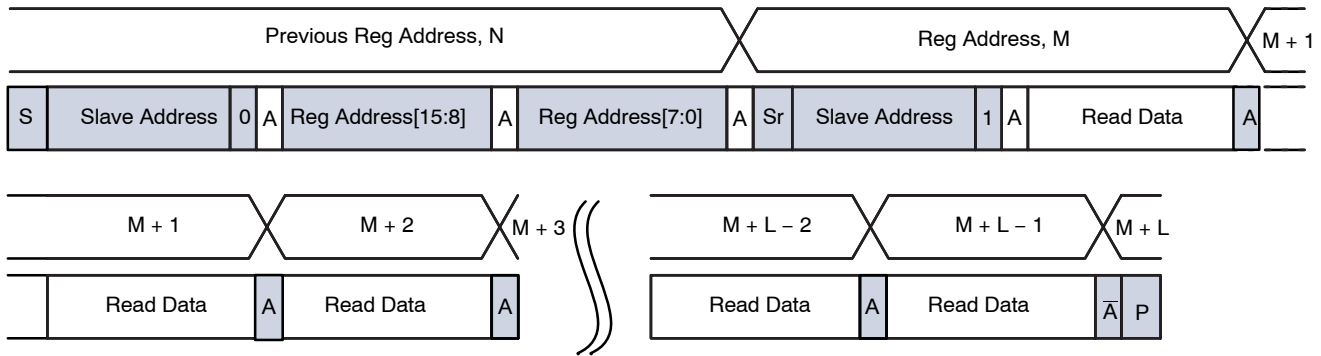 Previous Reg Address, N Reg Address, M M + 1
S Slave Address 0 A Reg Address[15:8] A Reg Address[7:0] A Sr Slave Address 1 A Read Data A
M + 1 M + 2 M + 3 M + L − 2 M + L − 1 M + L
Read Data A Read Data A Read Data A Read Data A̅ P